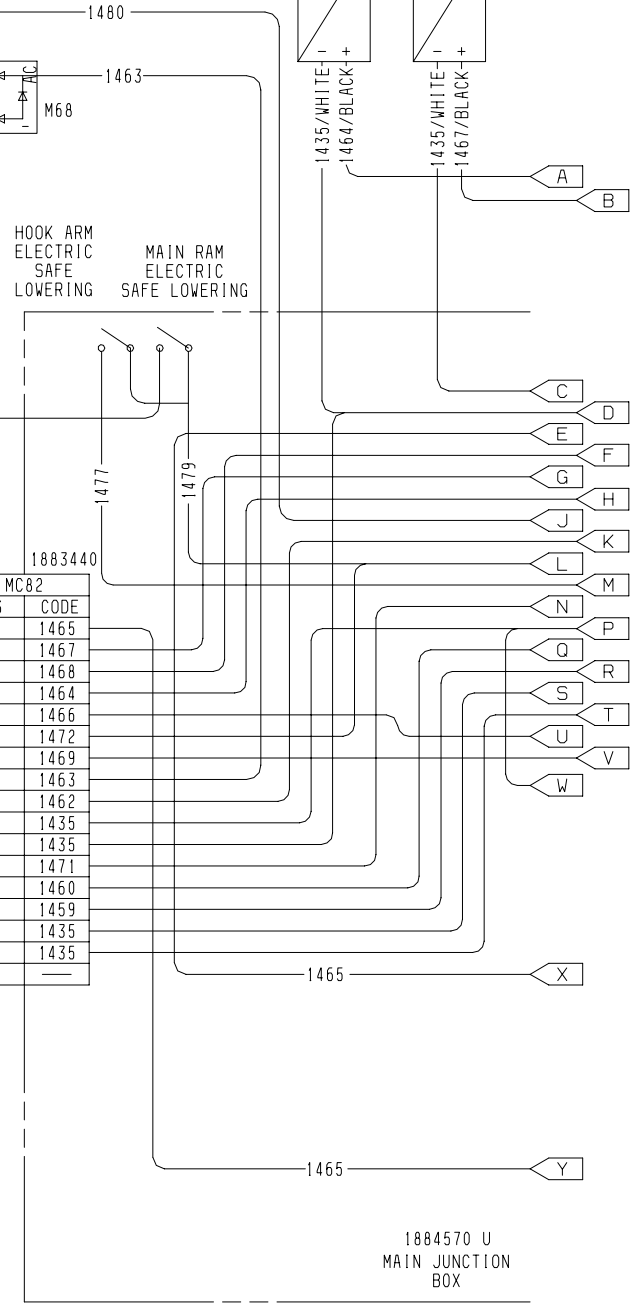 1480
1463
AC
-
M68
- +
- +
1435/WHITE
1464/BLACK
1435/WHITE
1467/BLACK
A
B
HOOK ARM
ELECTRIC
SAFE
LOWERING
MAIN RAM
ELECTRIC
SAFE LOWERING
C
D
E
F
G
H
J
K
L
M
N
P
Q
R
S
T
U
V
W
1477
1479
1883440
MC82
CODE
1465
1467
1468
1464
1466
1472
1469
1463
1462
1435
1435
1471
1460
1459
1435
1435
1465
X
1465
Y
1884570 U
MAIN JUNCTION
BOX